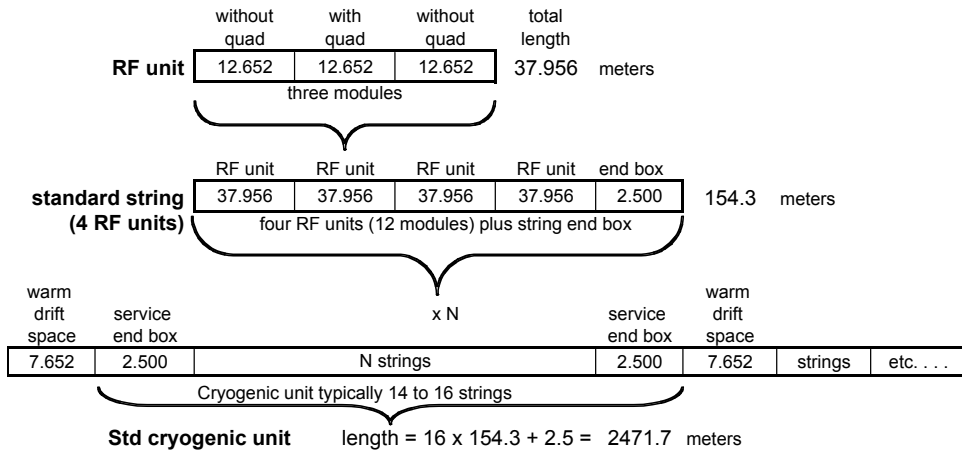 without quad with quad without quad total length
RF unit 12.652 12.652 12.652 37.956 meters
three modules
RF unit RF unit RF unit RF unit end box
standard string 37.956 37.956 37.956 37.956 2.500 154.3 meters
(4 RF units) four RF units (12 modules) plus string end box
x N
warm drift space service end box service end box warm drift space
7.652 2.500 N strings 2.500 7.652 strings etc. . . .
Cryogenic unit typically 14 to 16 strings
Std cryogenic unit length = 16 x 154.3 + 2.5 = 2471.7 meters